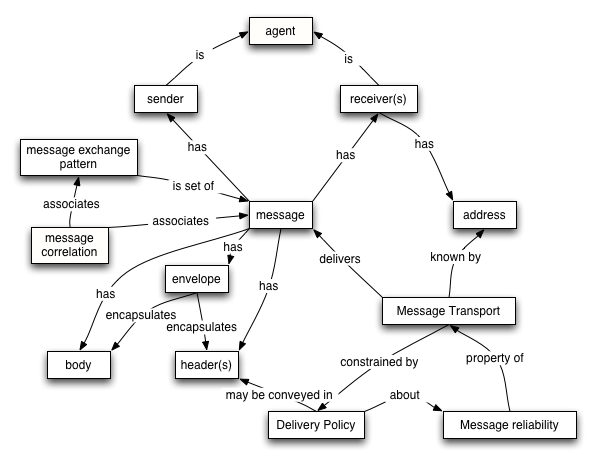 agent
is
is
sender
receiver(s)
has
has
has
message exchange
pattern
is set of
associates
associates
message
address
message
correlation
has
envelope
delivers
known by
has
has
encapsulates
encapsulates
Message Transport
body
header(s)
constrained by
property of
may be conveyed in
about
Delivery Policy
Message reliability